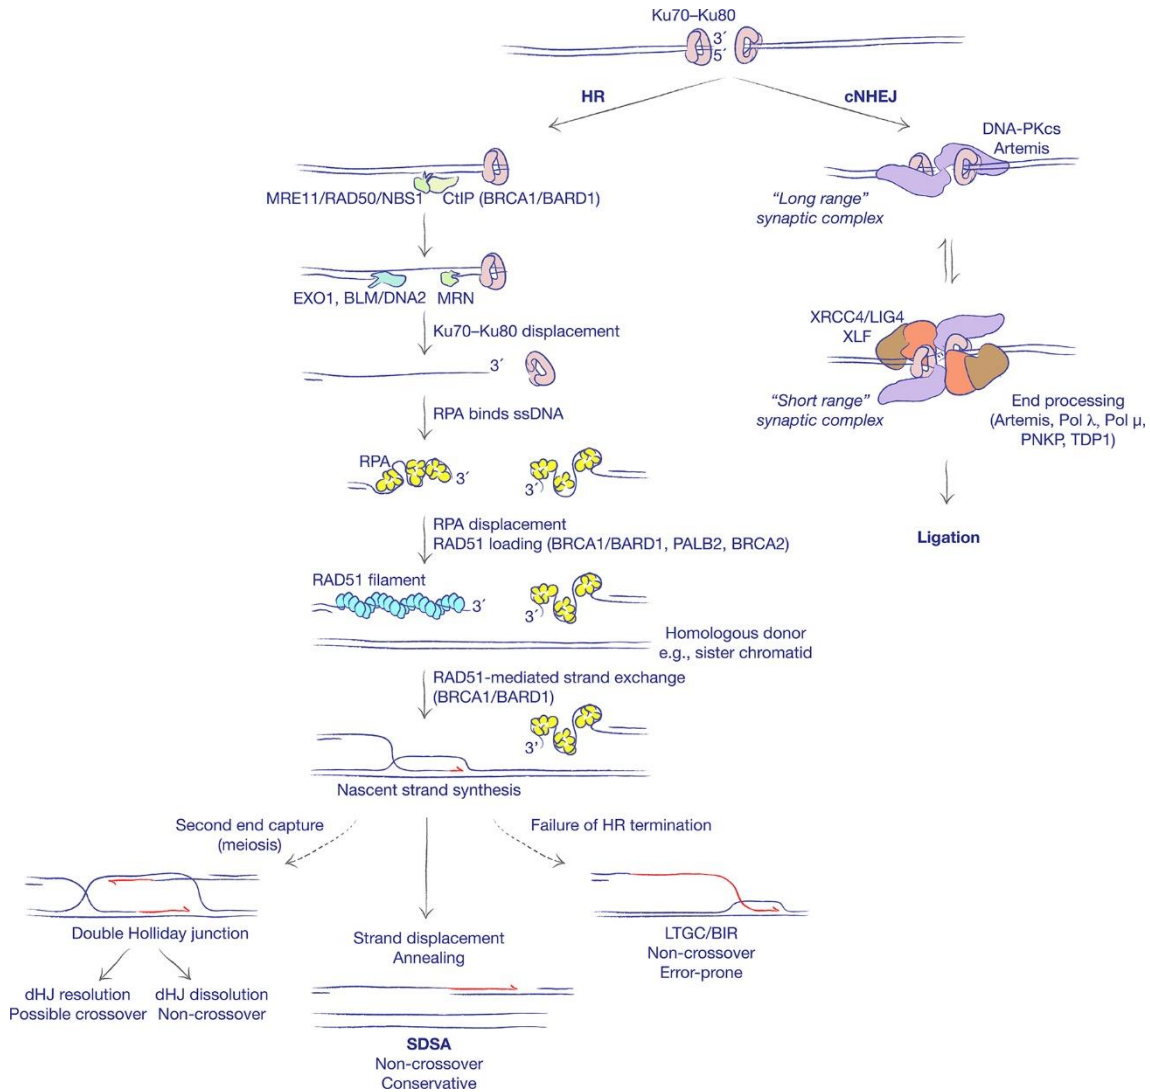 Ku70–Ku80
3´
5´
HR
cNHEJ
DNA-PKcs
Artemis
MRE11/RAD50/NBS1
CtIP (BRCA1/BARD1)
“Long range”
synaptic complex
EXO1, BLM/DNA2
MRN
Ku70–Ku80 displacement
3´
XRCC4/LIG4
XLF
“Short range”
synaptic complex
End processing
(Artemis, Pol λ, Pol μ,
PNKP, TDP1)
RPA binds ssDNA
RPA
3´
3´
Ligation
RPA displacement
RAD51 loading (BRCA1/BARD1, PALB2, BRCA2)
RAD51 filament
3´
3´
Homologous donor
e.g., sister chromatid
RAD51-mediated strand exchange
(BRCA1/BARD1)
3’
Nascent strand synthesis
Second end capture
(meiosis)
Failure of HR termination
Double Holliday junction
dHJ resolution
Possible crossover
dHJ dissolution
Non-crossover
Strand displacement
Annealing
SDSA
Non-crossover
Conservative
LTGC/BIR
Non-crossover
Error-prone